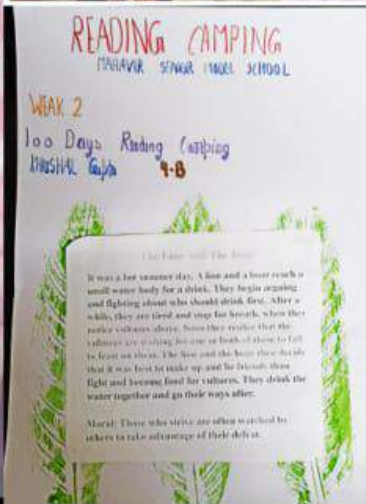 READING CAMPING
MAHAVIR SENIOR MODEL SCHOOL
WEAK 2
100 Days Reading Camping
KHUSHAL Gupta 4-B
The Lion And The Boar
It was a hot summer day. A lion and a boar reach a
small water body for a drink. They begin arguing
and fighting about who should drink first. After a
while, they are tired and stop for breath, when they
notice vultures above. Soon they realize that the
vultures are waiting for one or both of them to fall
to feast on them. The lion and the boar then decide
that it was best to make up and be friends than
fight and become food for vultures. They drink the
water together and go their ways after.
Moral: Those who strive are often watched by
others to take advantage of their defeat.